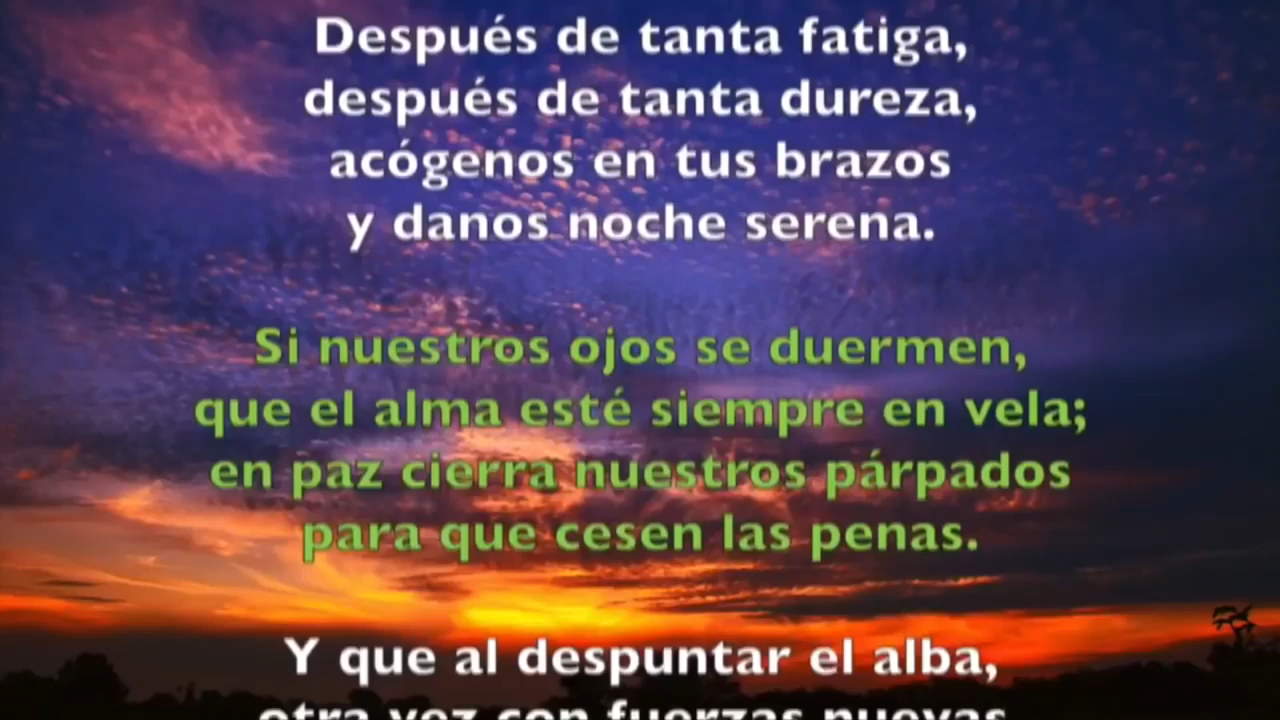 Después de tanta fatiga,
después de tanta dureza,
acógenos en tus brazos
y danos noche serena.
Si nuestros ojos se duermen,
que el alma esté siempre en vela;
en paz cierra nuestros párpados
para que cesen las penas.
Y que al despuntar el alba,
otra vez con fuerzas nuevas